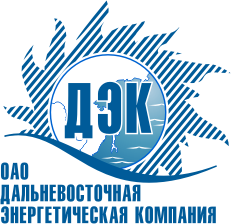 ДЭК
ОАО
ДАЛЬНЕВОСТОЧНАЯ
ЭНЕРГЕТИЧЕСКАЯ КОМПАНИЯ